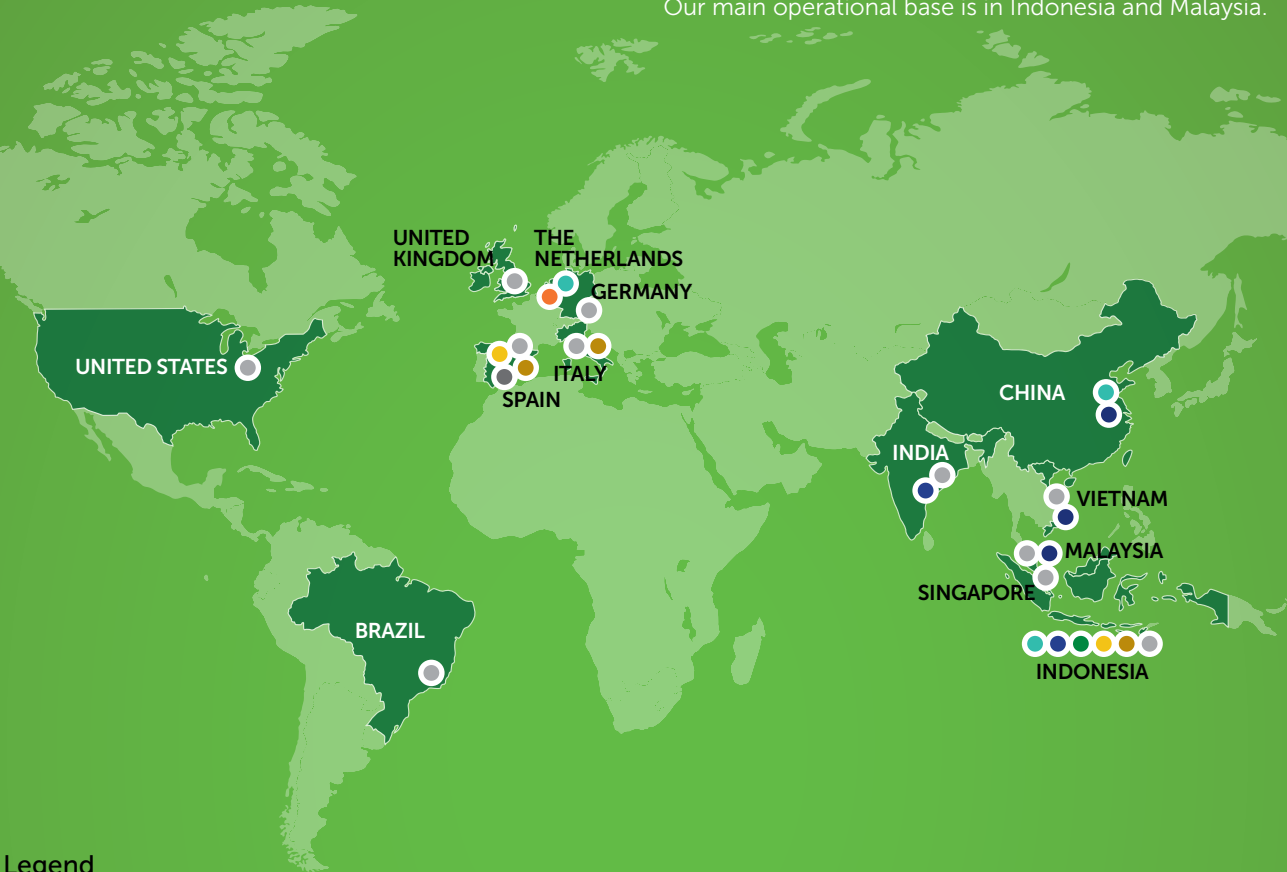 Our main operational base is in Indonesia and Malaysia.
UNITED
KINGDOM
THE
NETHERLANDS
GERMANY
UNITED STATES
ITALY
SPAIN
CHINA
INDIA
VIETNAM
MALAYSIA
SINGAPORE
BRAZIL
INDONESIA
Legend